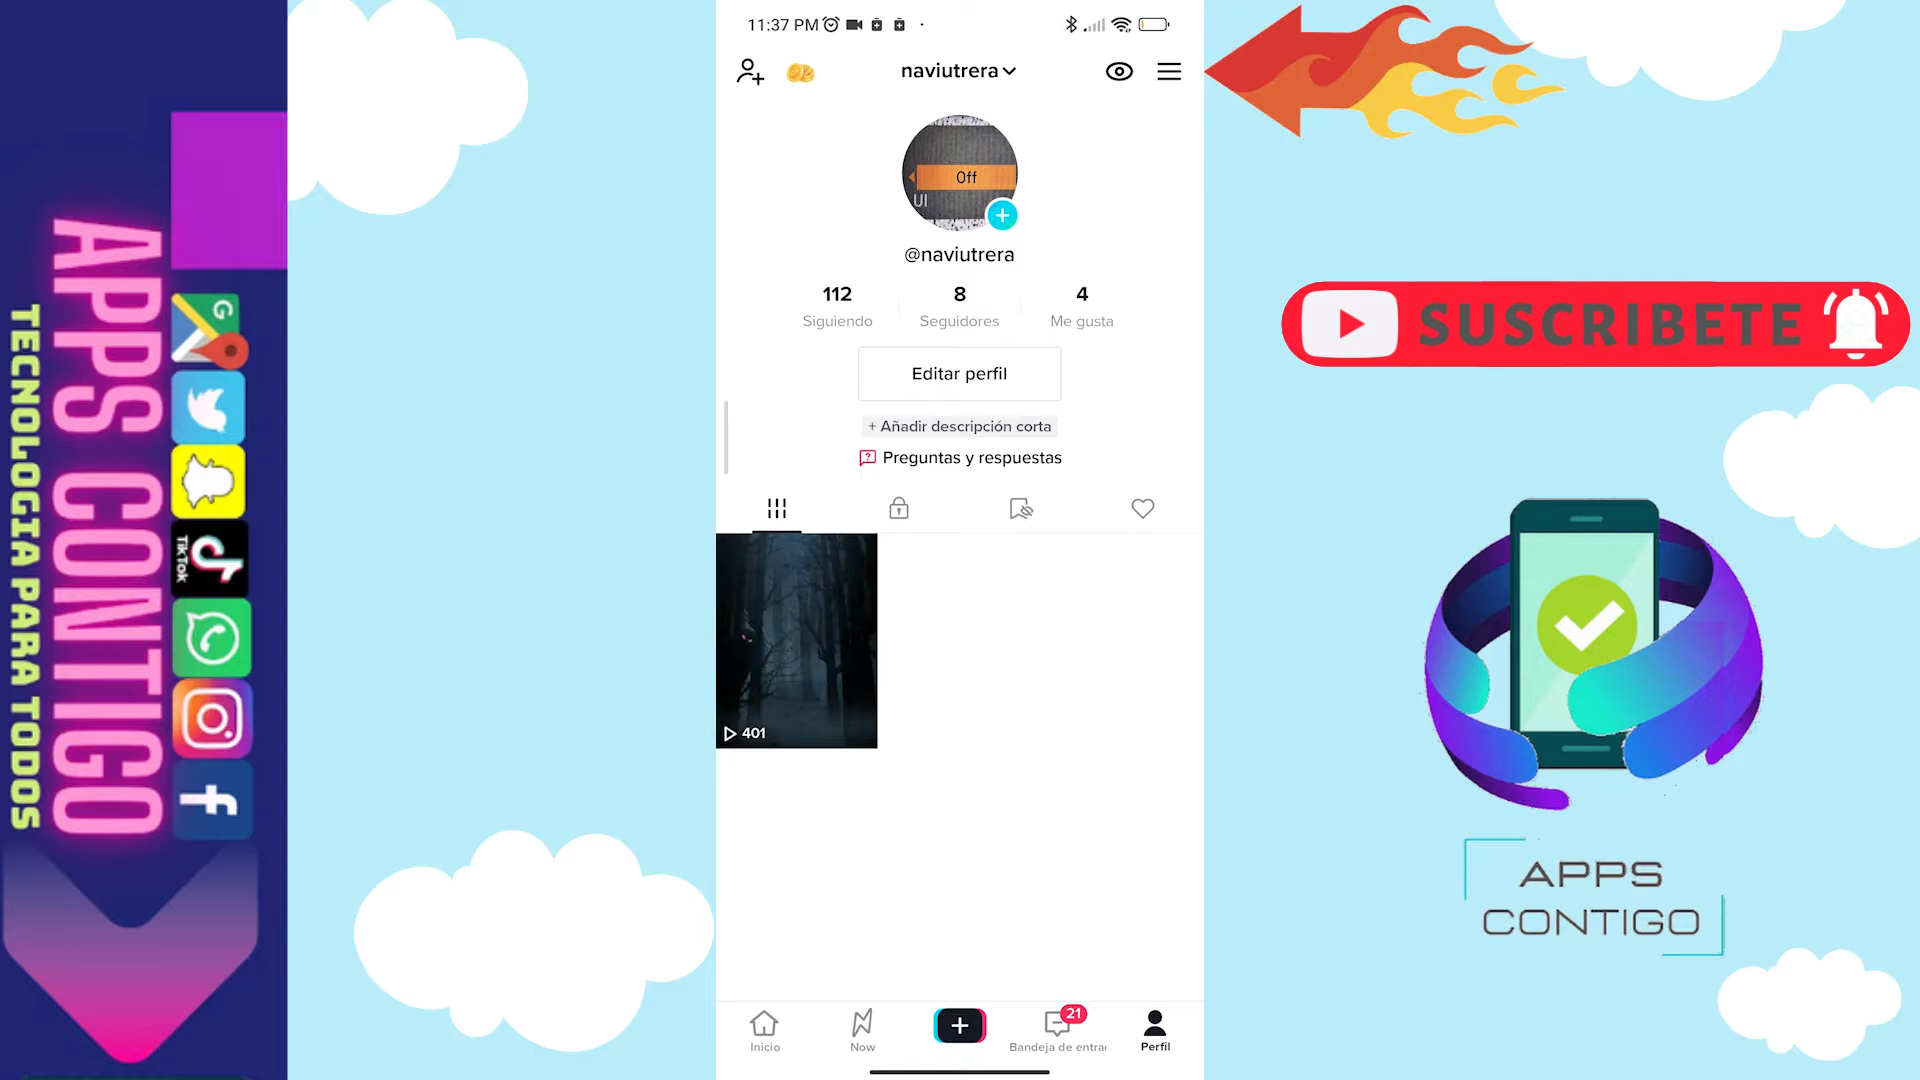 APPS CONTIGO
TECNOLOGIA PARA TODOS
G
TikTok
11:37 PM
naviutrera
Off
UI
@naviutrera
112
8
4
Siguiendo
Seguidores
Me gusta
Editar perfil
+ Añadir descripción corta
Preguntas y respuestas
401
21
Inicio
Now
Bandeja de entra
Perfil
SUSCRIBETE
APPS
CONTIGO